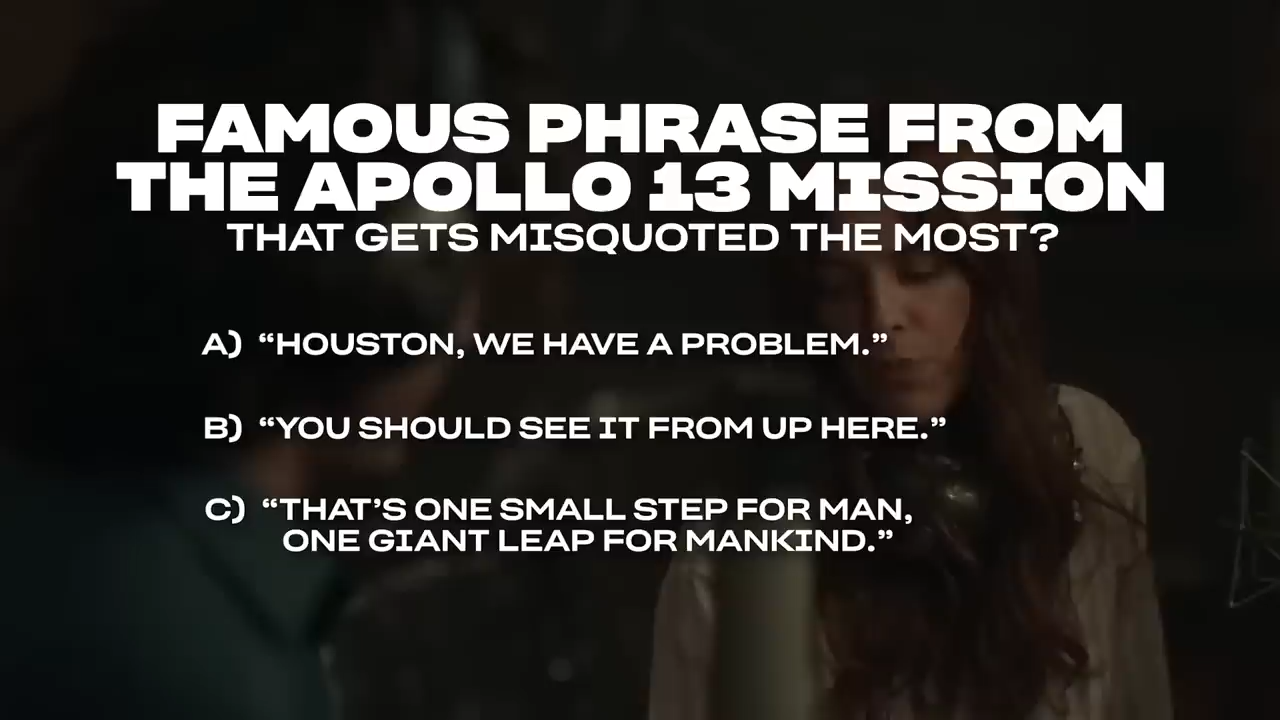 FAMOUS PHRASE FROM
THE APOLLO 13 MISSION
THAT GETS MISQUOTED THE MOST?
A) “HOUSTON, WE HAVE A PROBLEM.”
B) “YOU SHOULD SEE IT FROM UP HERE.”
C) “THAT’S ONE SMALL STEP FOR MAN,
ONE GIANT LEAP FOR MANKIND.”